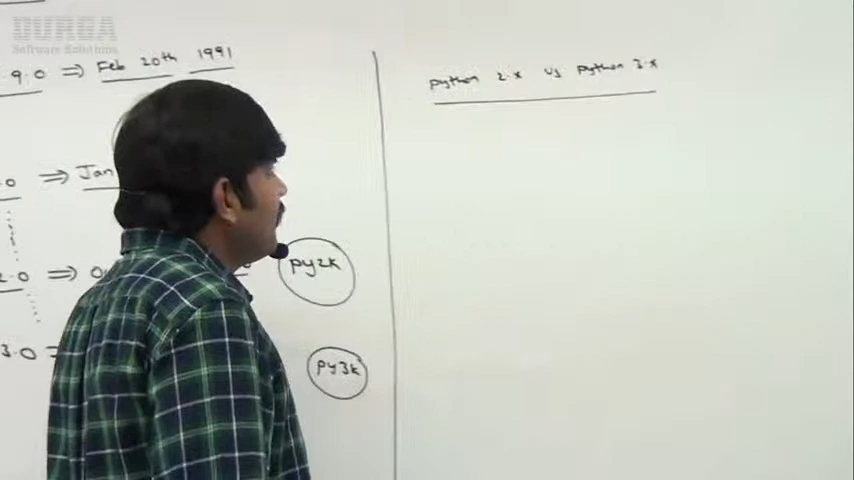 DURGA
Software Solutions
.9.0 ⇒ Feb 20th 1991
.0 ⇒ Jan
2.0 ⇒
py2k
3.0
py3k
Python 2.x vs Python 3.x